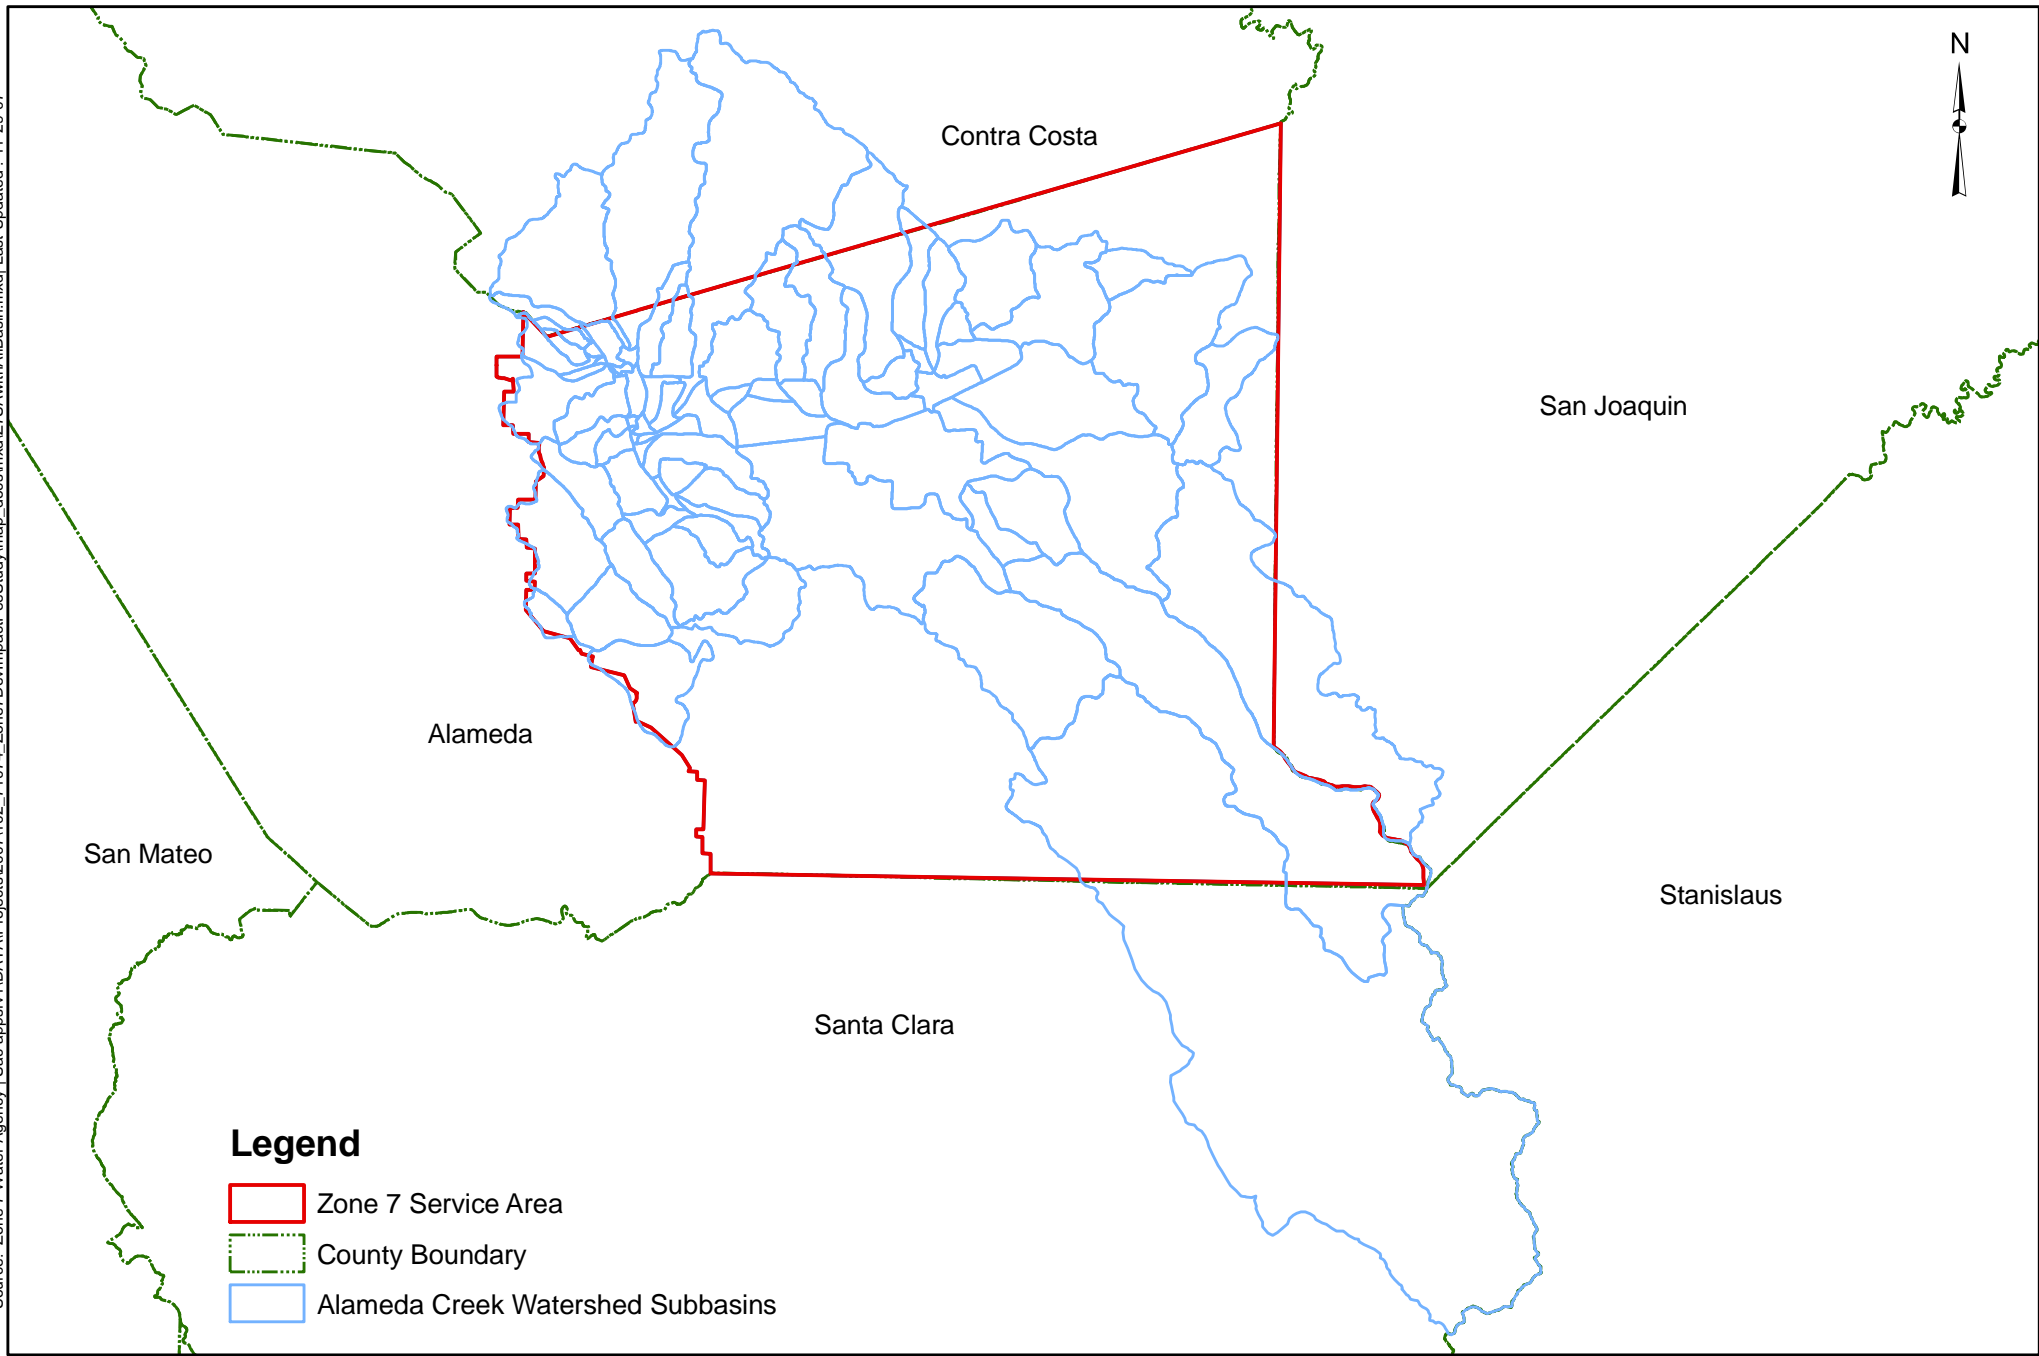 N
Contra Costa
San Joaquin
Alameda
San Mateo
Stanislaus
Santa Clara
Legend
Zone 7 Service Area
County Boundary
Alameda Creek Watershed Subbasins